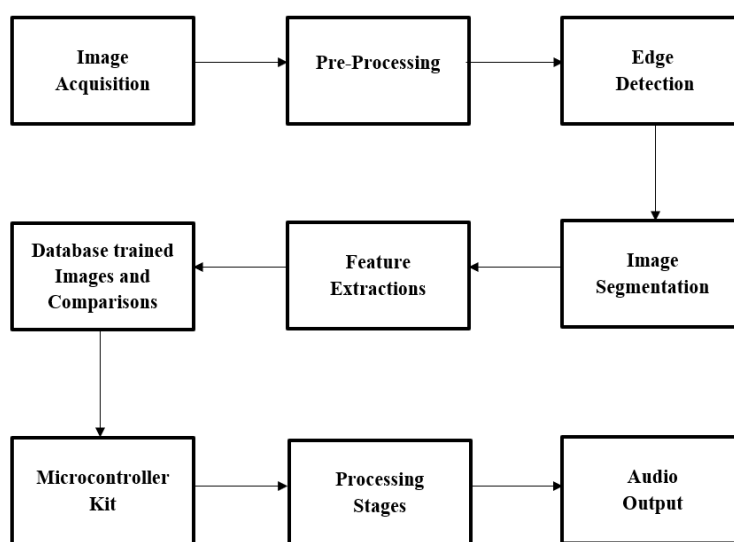 Image
Acquisition
Pre-Processing
Edge
Detection
Image
Segmentation
Feature
Extractions
Database trained
Images and
Comparisons
Microcontroller
Kit
Processing
Stages
Audio
Output